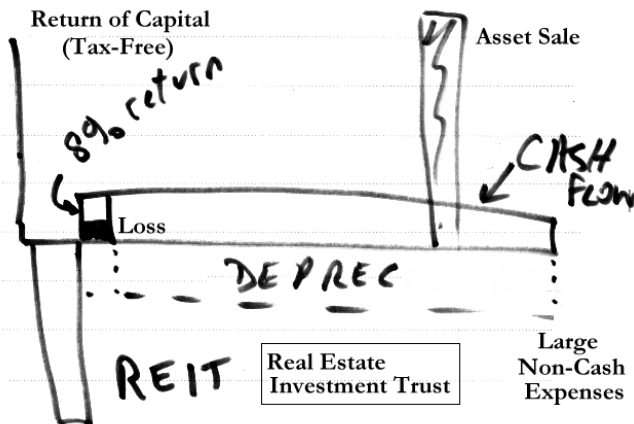 Return of Capital
(Tax-Free)
Asset Sale
8% return
CASH
FLOW
Loss
DEPREC
REIT
Real Estate
Investment Trust
Large
Non-Cash
Expenses